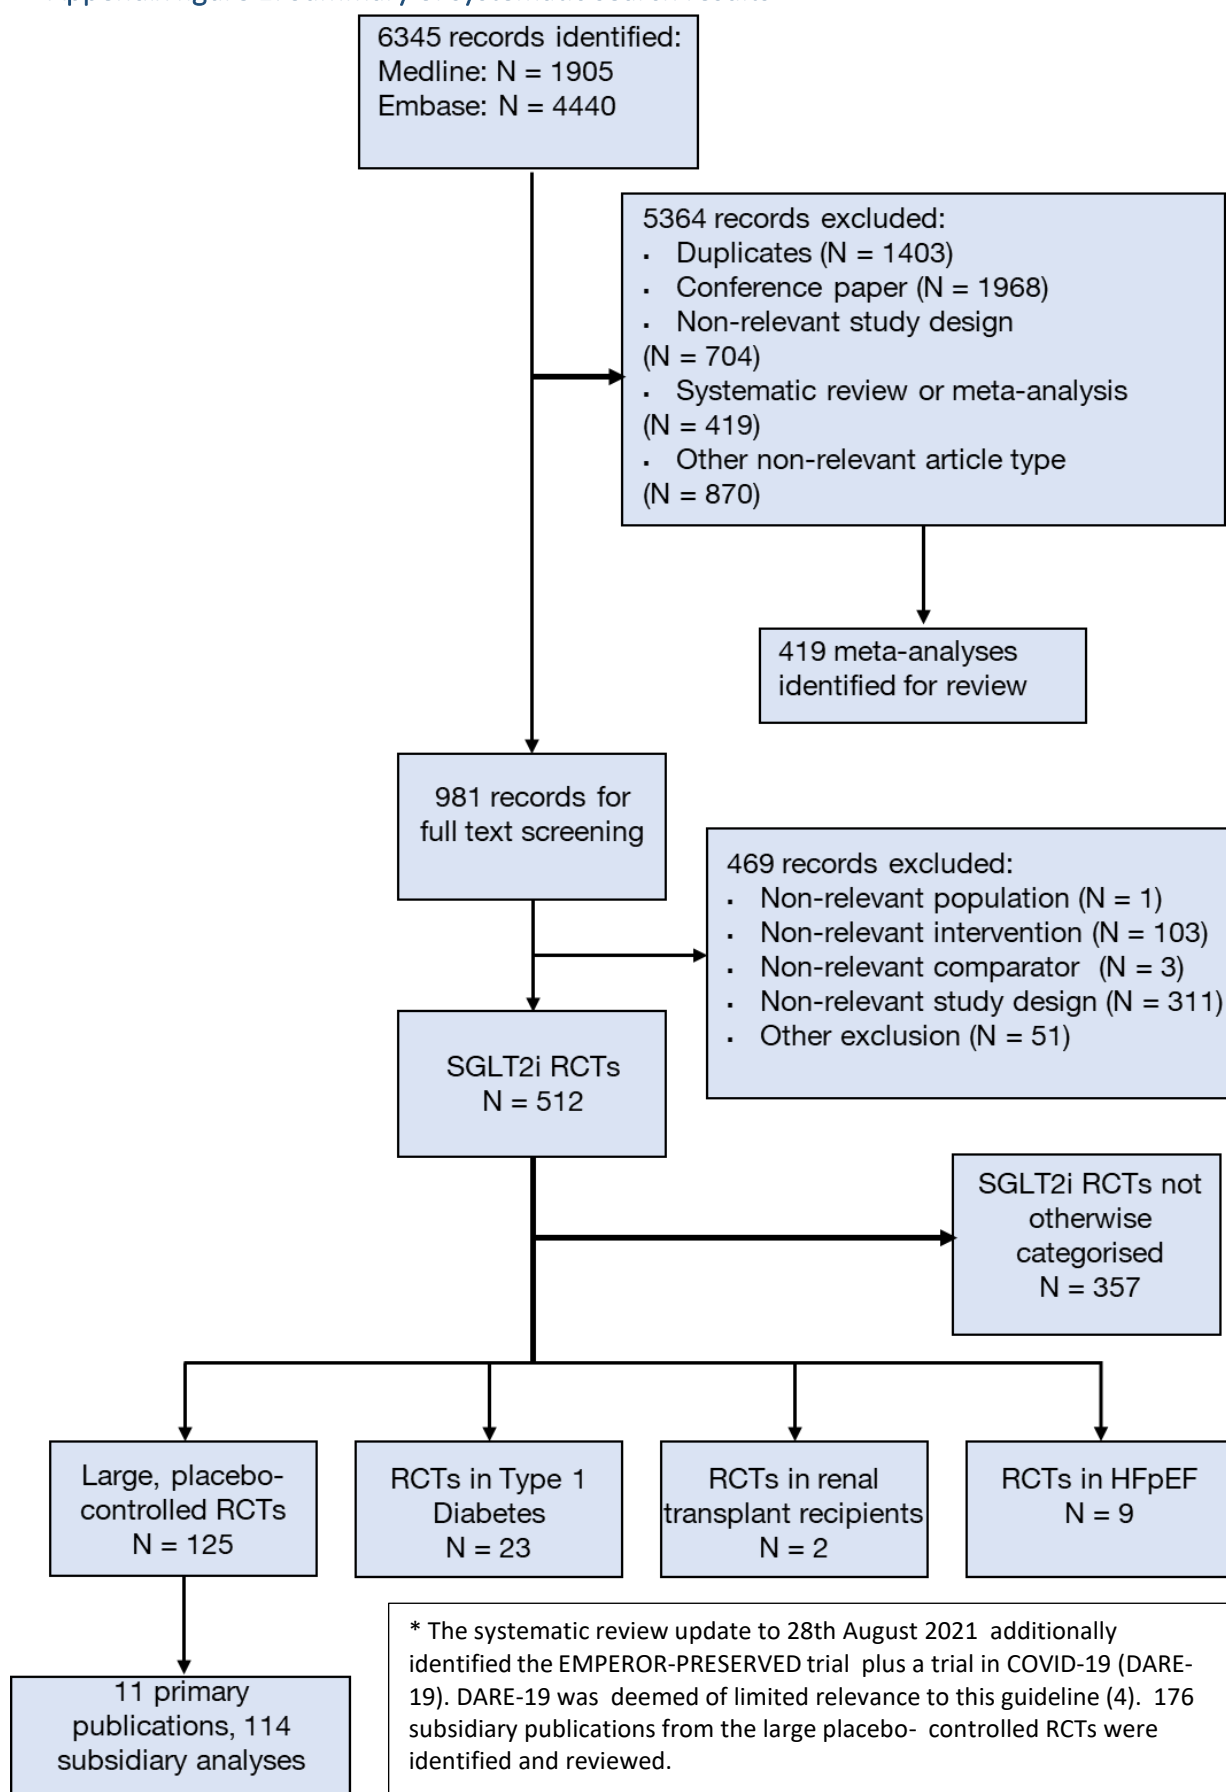 6345 records identified:
Medline: N = 1905
Embase: N = 4440
5364 records excluded:
· Duplicates (N = 1403)
· Conference paper (N = 1968)
· Non-relevant study design
(N = 704)
· Systematic review or meta-analysis
(N = 419)
· Other non-relevant article type
(N = 870)
419 meta-analyses
identified for review
981 records for
full text screening
469 records excluded:
· Non-relevant population (N = 1)
· Non-relevant intervention (N = 103)
· Non-relevant comparator (N = 3)
· Non-relevant study design (N = 311)
· Other exclusion (N = 51)
SGLT2i RCTs
N = 512
SGLT2i RCTs not
otherwise
categorised
N = 357
Large, placebo-
controlled RCTs
N = 125
RCTs in Type 1
Diabetes
N = 23
RCTs in renal
transplant recipients
N = 2
RCTs in HFpEF
N = 9
11 primary
publications, 114
subsidiary analyses
* The systematic review update to 28th August 2021 additionally
identified the EMPEROR-PRESERVED trial plus a trial in COVID-19 (DARE-
19). DARE-19 was deemed of limited relevance to this guideline (4). 176
subsidiary publications from the large placebo- controlled RCTs were
identified and reviewed.